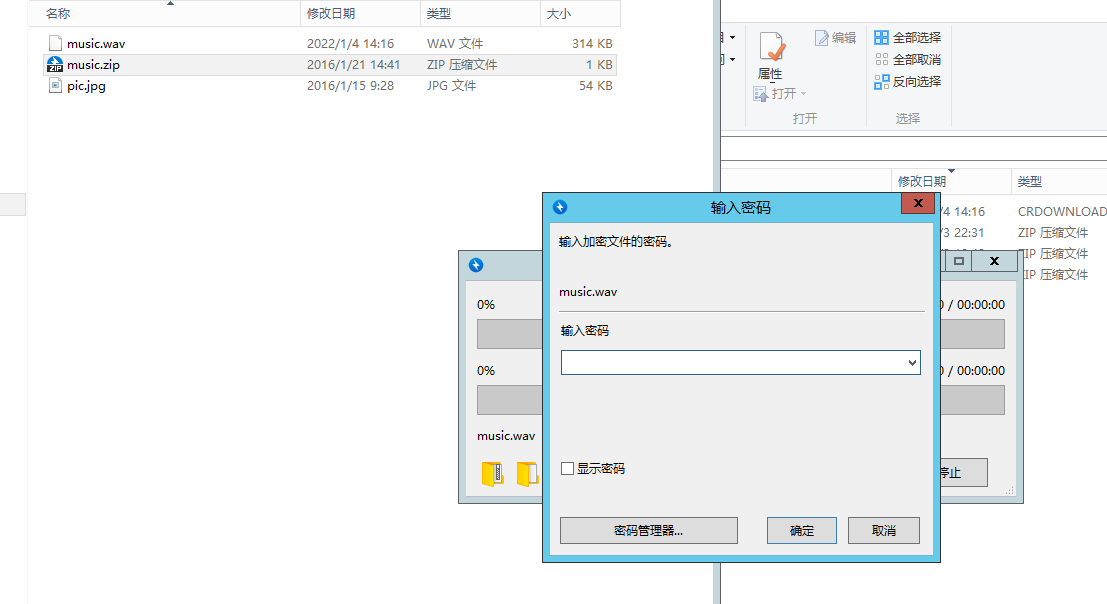 名称 修改日期 类型 大小
music.wav 2022/1/4 14:16 WAV 文件 314 KB
music.zip 2016/1/21 14:41 ZIP 压缩文件 1 KB
pic.jpg 2016/1/15 9:28 JPG 文件 54 KB
属性
打开
编辑
打开
全部选择
全部取消
反向选择
选择
修改日期 类型
/4 14:16 CRDOWNLOAD
/3 22:31 ZIP 压缩文件
ZIP 压缩文件
ZIP 压缩文件
输入密码
输入加密文件的密码。
music.wav
输入密码
显示密码
密码管理器...
确定
取消
0%
/ 00:00:00
0%
/ 00:00:00
music.wav
停止